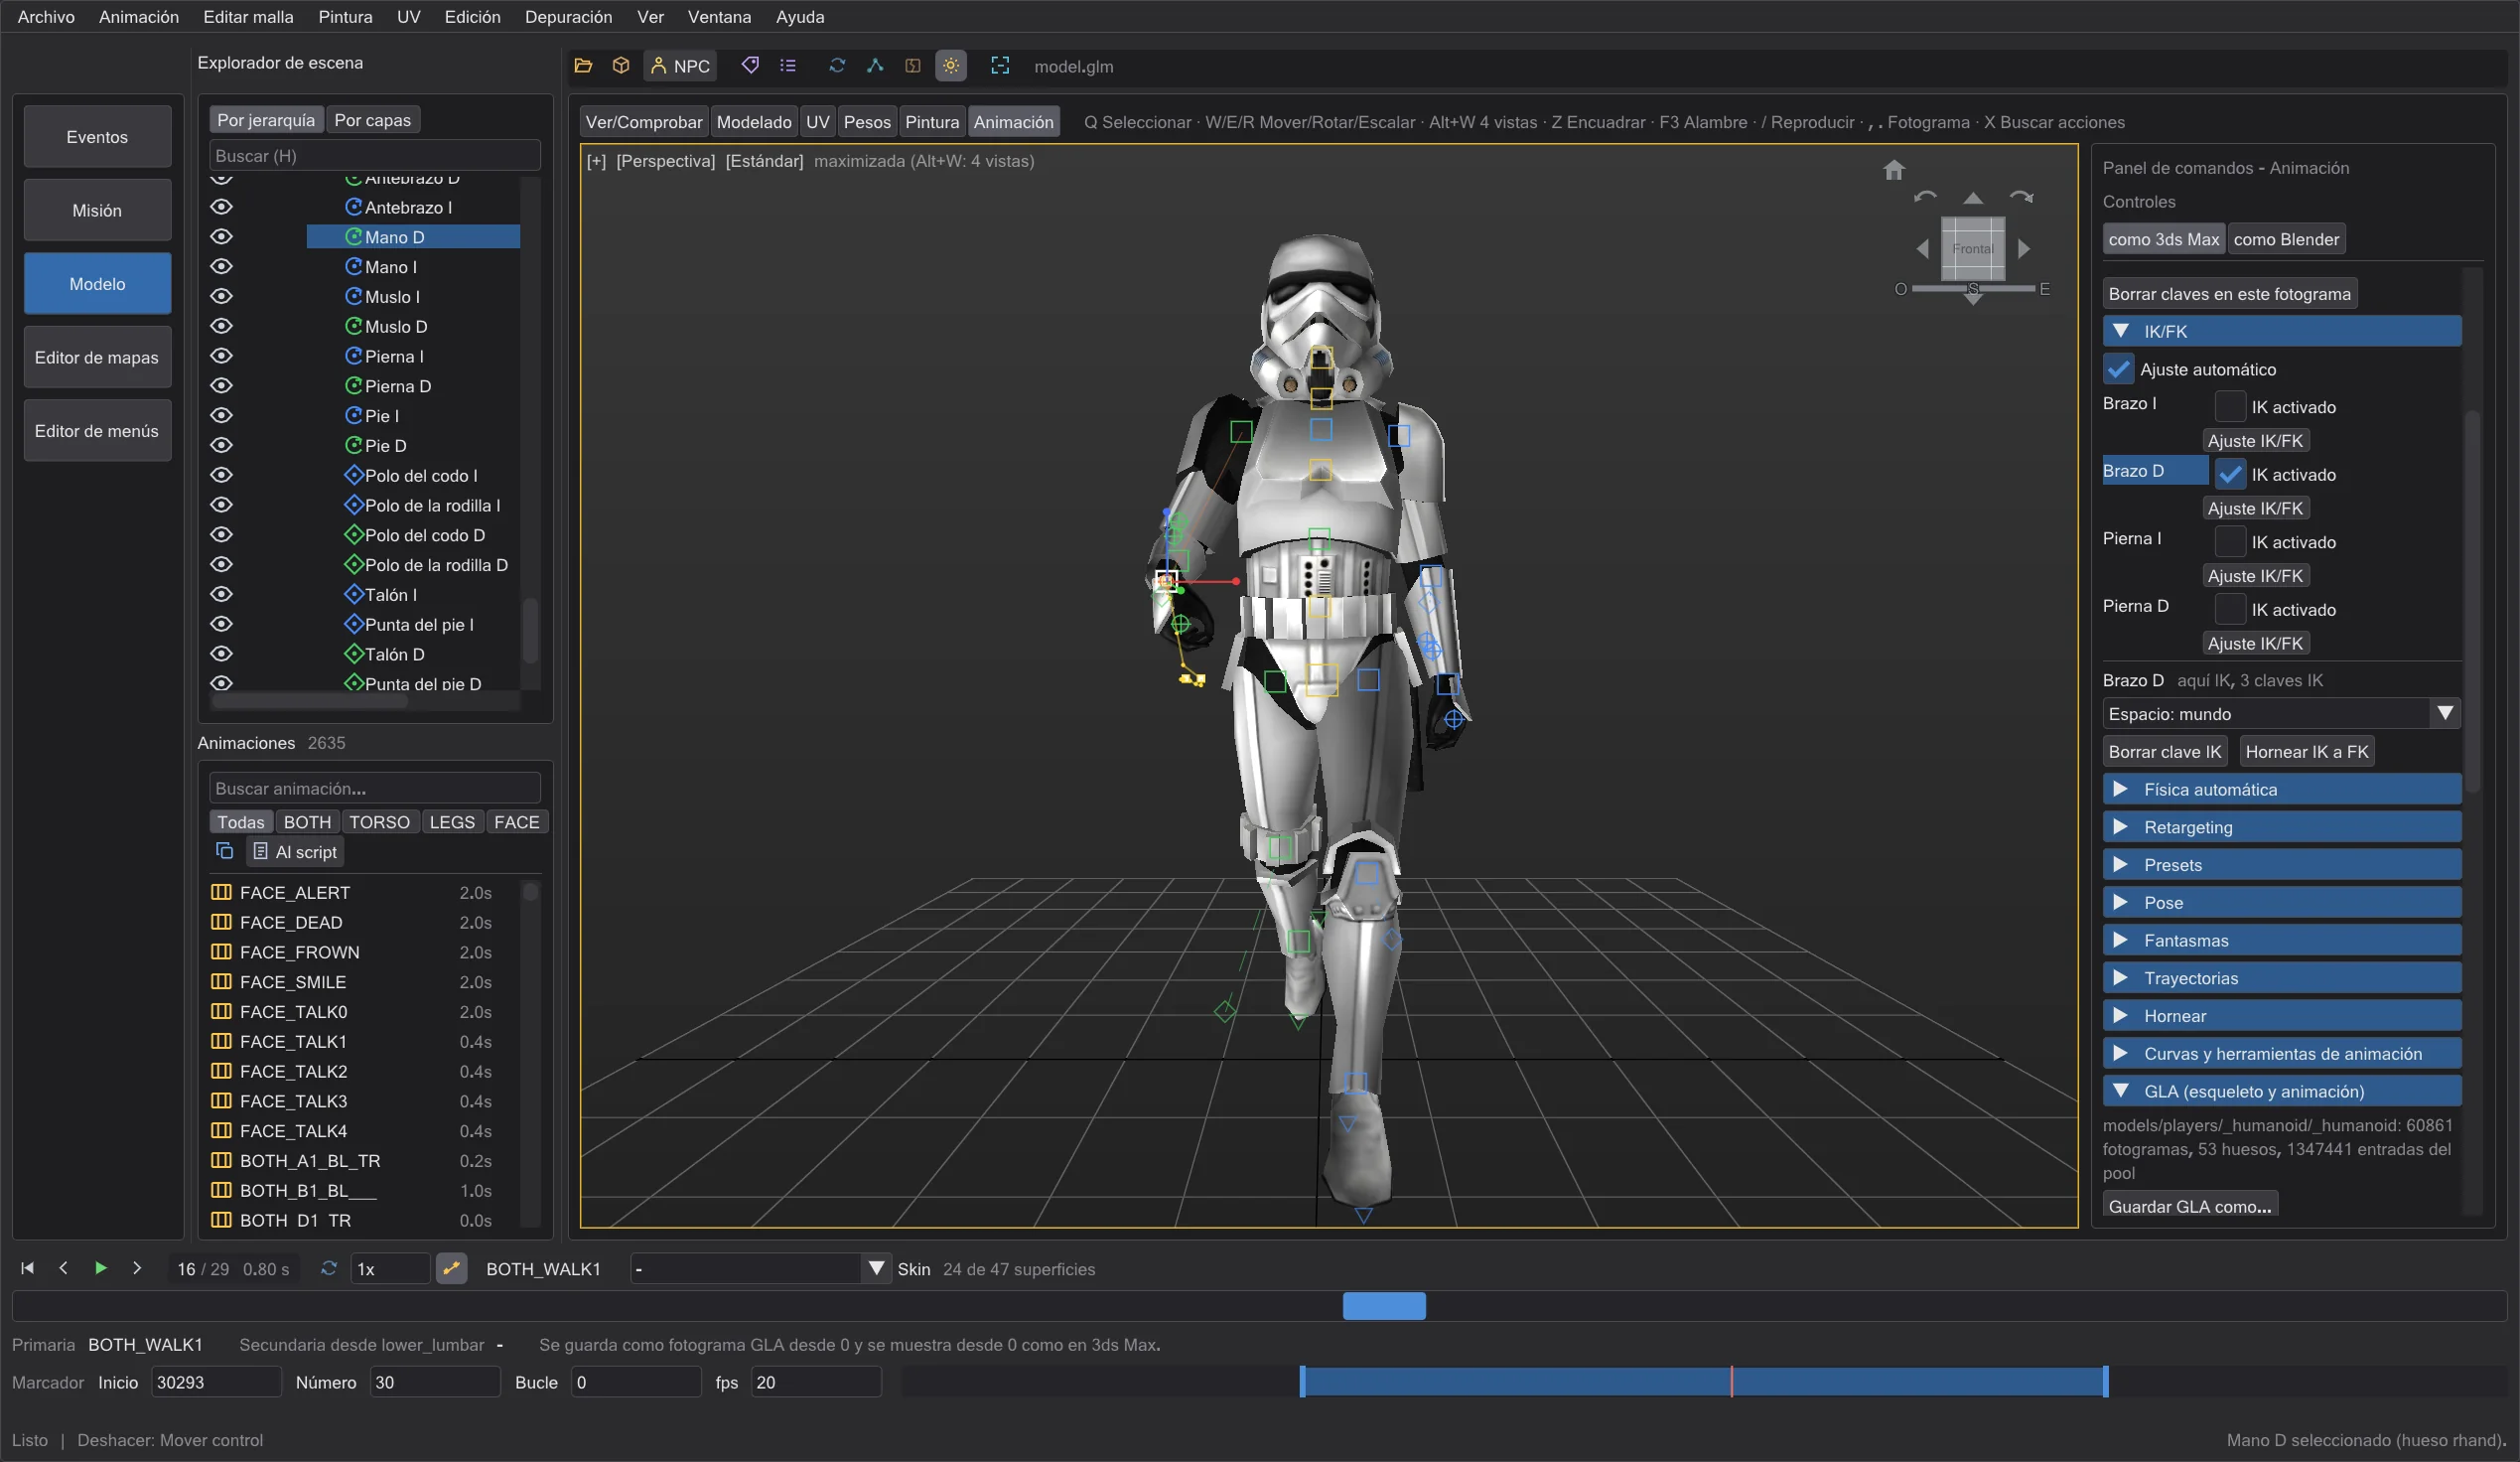 Archivo Animación Editar malla Pintura UV Edición Depuración Ver Ventana Ayuda
Explorador de escena
NPC model.glm
Eventos
Misión
Modelo
Editor de mapas
Editor de menús
Por jerarquía Por capas
Buscar (H)
Antebrazo D
Antebrazo I
Mano D
Mano I
Muslo I
Muslo D
Pierna I
Pierna D
Pie I
Pie D
Polo del codo I
Polo de la rodilla I
Polo del codo D
Polo de la rodilla D
Talón I
Punta del pie I
Talón D
Punta del pie D
Animaciones 2635
Buscar animación...
Todas BOTH TORSO LEGS FACE
AI script
FACE_ALERT 2.0s
FACE_DEAD 2.0s
FACE_FROWN 2.0s
FACE_SMILE 2.0s
FACE_TALK0 2.0s
FACE_TALK1 0.4s
FACE_TALK2 0.4s
FACE_TALK3 0.4s
FACE_TALK4 0.4s
BOTH_A1_BL_TR 0.2s
BOTH_B1_BL___ 1.0s
BOTH_D1_TR 0.0s
Ver/Comprobar Modelado UV Pesos Pintura Animación Q Seleccionar · W/E/R Mover/Rotar/Escalar · Alt+W 4 vistas · Z Encuadrar · F3 Alambre · / Reproducir · , . Fotograma · X Buscar acciones
[+] [Perspectiva] [Estándar] maximizada (Alt+W: 4 vistas)
Frontal
O S E
Panel de comandos - Animación
Controles
como 3ds Max como Blender
Borrar claves en este fotograma
IK/FK
Ajuste automático
Brazo I IK activado
Ajuste IK/FK
Brazo D IK activado
Ajuste IK/FK
Pierna I IK activado
Ajuste IK/FK
Pierna D IK activado
Ajuste IK/FK
Brazo D aquí IK, 3 claves IK
Espacio: mundo
Borrar clave IK Hornear IK a FK
Física automática
Retargeting
Presets
Pose
Fantasmas
Trayectorias
Hornear
Curvas y herramientas de animación
GLA (esqueleto y animación)
models/players/_humanoid/_humanoid: 60861
fotogramas, 53 huesos, 1347441 entradas del
pool
Guardar GLA como...
16 / 29 0.80 s 1x BOTH_WALK1 - Skin 24 de 47 superficies
Primaria BOTH_WALK1 Secundaria desde lower_lumbar - Se guarda como fotograma GLA desde 0 y se muestra desde 0 como en 3ds Max.
Marcador Inicio 30293 Número 30 Bucle 0 fps 20
Listo | Deshacer: Mover control
Mano D seleccionado (hueso rhand).